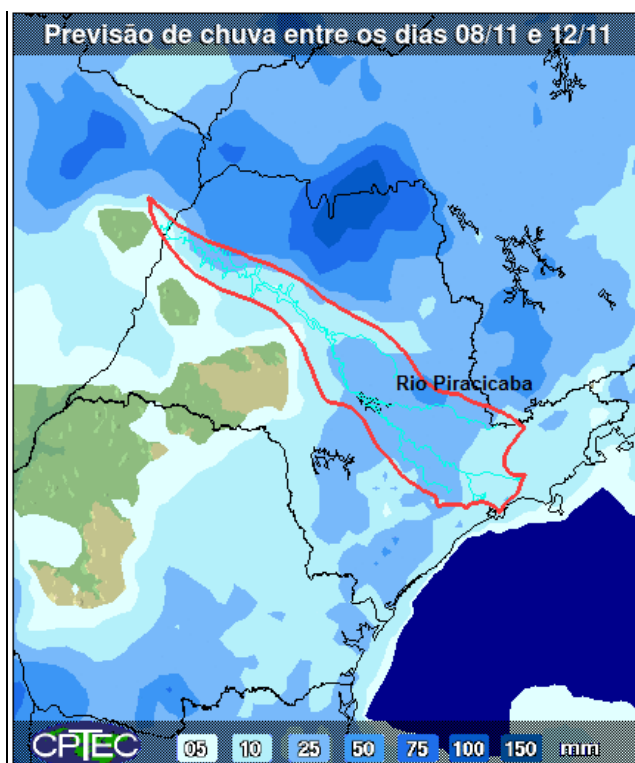 Previsão de chuva entre os dias 08/11 e 12/11
Rio Piracicaba
CPTEC 05 10 25 50 75 100 150 mm